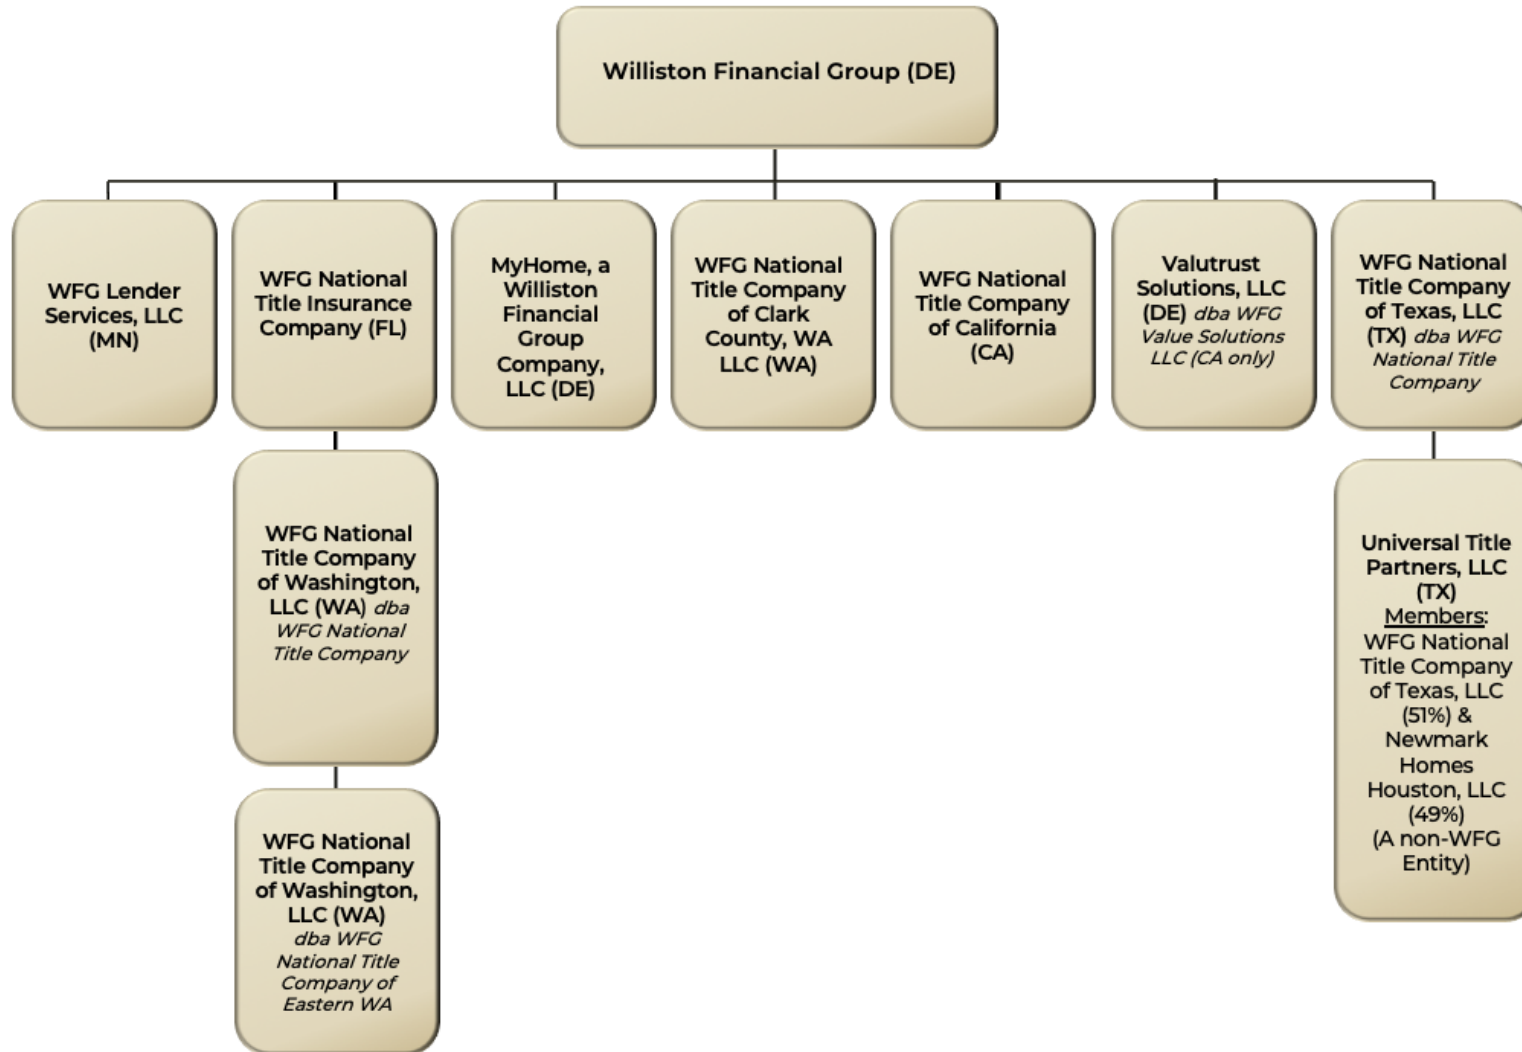 Williston Financial Group (DE)
WFG Lender
Services, LLC
(MN)
WFG National
Title Insurance
Company (FL)
MyHome, a
Williston
Financial
Group
Company,
LLC (DE)
WFG National
Title Company
of Clark
County, WA
LLC (WA)
WFG National
Title Company
of California
(CA)
Valutrust
Solutions, LLC
(DE) dba WFG
Value Solutions
LLC (CA only)
WFG National
Title Company
of Texas, LLC
(TX) dba WFG
National Title
Company
WFG National
Title Company
of Washington,
LLC (WA) dba
WFG National
Title Company
Universal Title
Partners, LLC
(TX)
Members:
WFG National
Title Company
of Texas, LLC
(51%) &
Newmark
Homes
Houston, LLC
(49%)
(A non-WFG
Entity)
WFG National
Title Company
of Washington,
LLC (WA)
dba WFG
National Title
Company of
Eastern WA